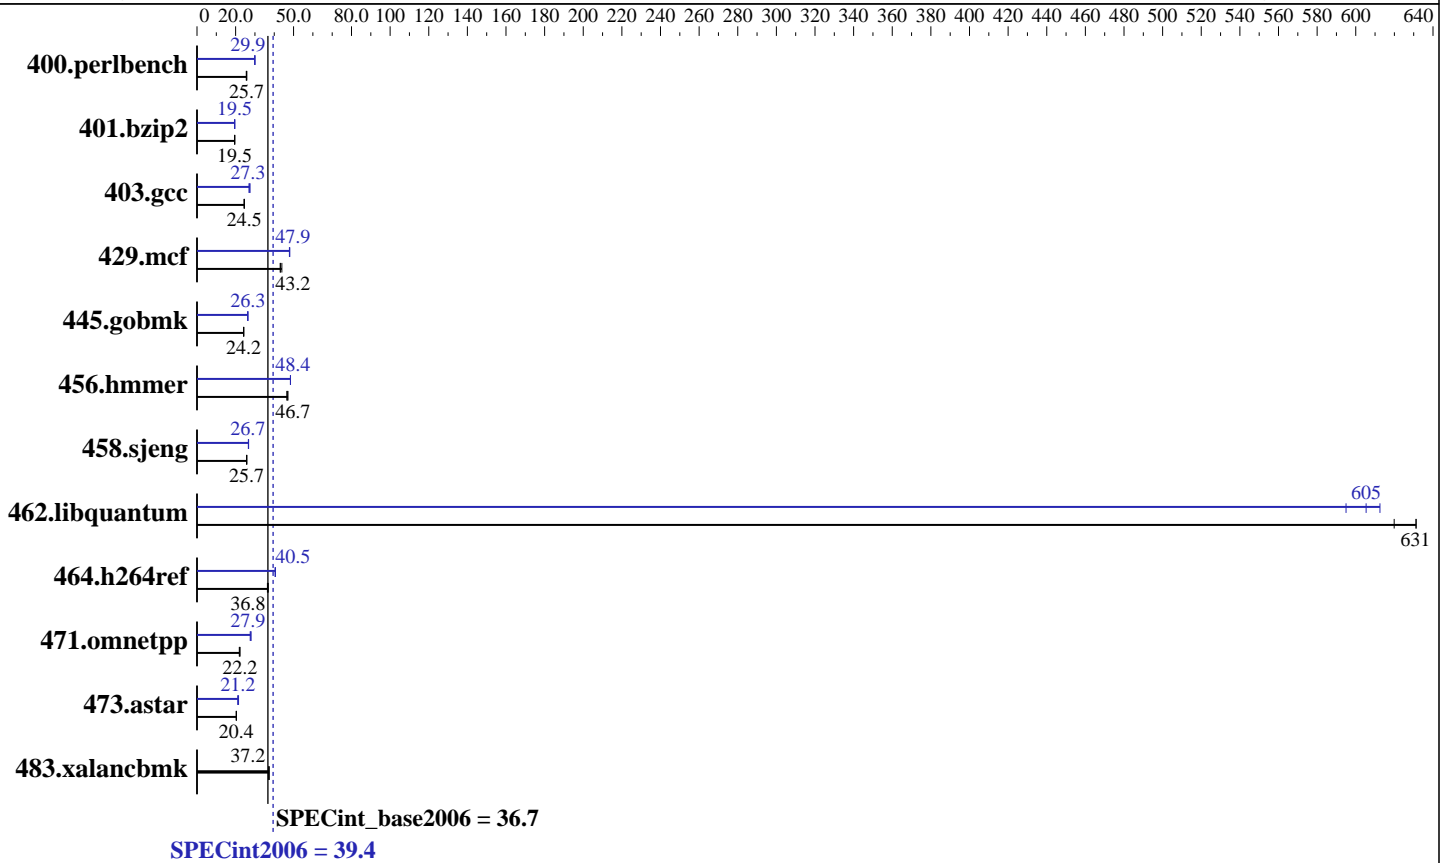 0 20.0 50.0 80.0 100 120 140 160 180 200 220 240 260 280 300 320 340 360 380 400 420 440 460 480 500 520 540 560 580 600 640
29.9
400.perlbench
25.7
19.5
401.bzip2
19.5
27.3
403.gcc
24.5
47.9
429.mcf
43.2
26.3
445.gobmk
24.2
48.4
456.hmmer
46.7
26.7
458.sjeng
25.7
605
462.libquantum
631
40.5
464.h264ref
36.8
27.9
471.omnetpp
22.2
21.2
473.astar
20.4
37.2
483.xalancbmk
SPECint_base2006 = 36.7
SPECint2006 = 39.4